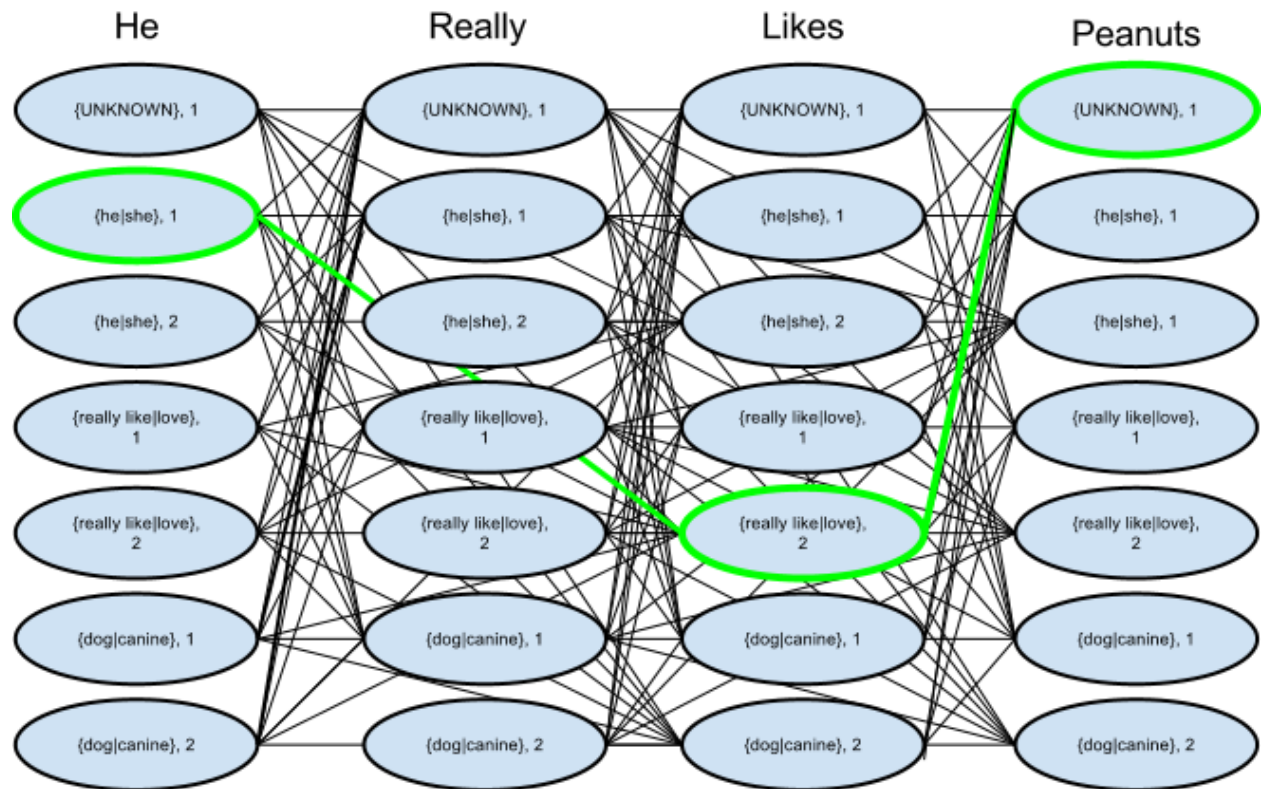 He Really Likes Peanuts
{UNKNOWN}, 1 {UNKNOWN}, 1 {UNKNOWN}, 1 {UNKNOWN}, 1
{he|she}, 1 {he|she}, 1 {he|she}, 1 {he|she}, 1
{he|she}, 2 {he|she}, 2 {he|she}, 2 {he|she}, 1
{really like|love}, {really like|love}, {really like|love}, {really like|love},
1 1 1 1
{really like|love}, {really like|love}, {really like|love}, {really like|love},
2 2 2 2
{dog|canine}, 1 {dog|canine}, 1 {dog|canine}, 1 {dog|canine}, 1
{dog|canine}, 2 {dog|canine}, 2 {dog|canine}, 2 {dog|canine}, 2